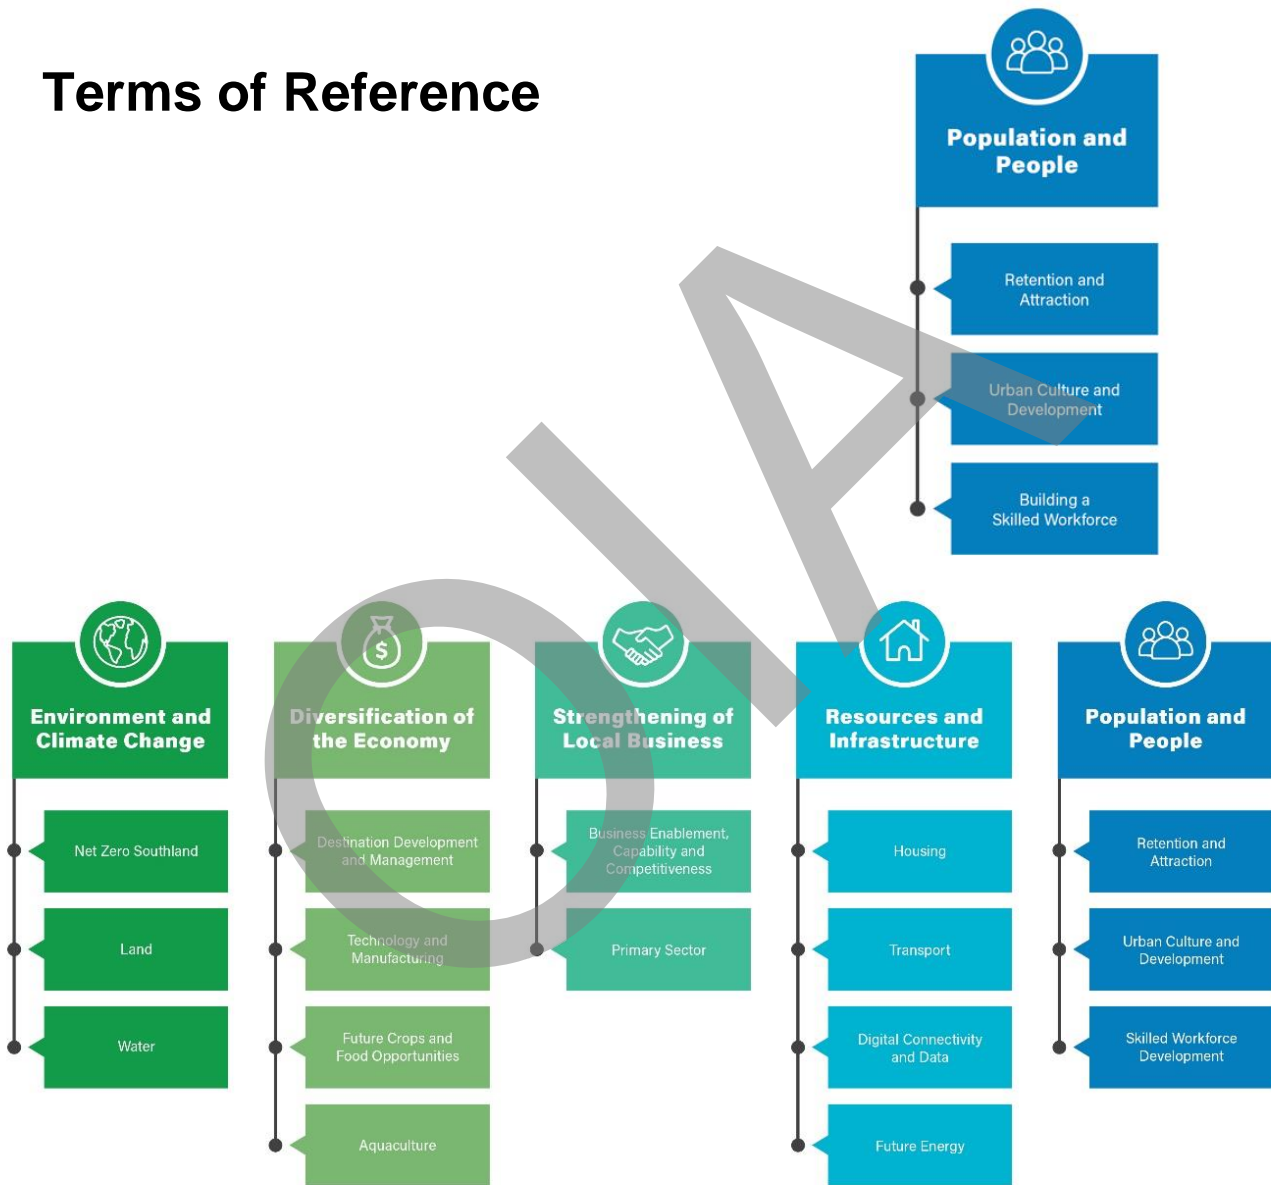 Terms of Reference
Population and
People
Retention and
Attraction
Urban Culture and
Development
Building a
Skilled Workforce
Environment and
Climate Change
Net Zero Southland
Land
Water
$
Diversification of
the Economy
Destination Development
and Management
Technology and
Manufacturing
Future Crops and
Food Opportunities
Aquaculture
Strengthening of
Local Business
Business Enablement,
Capability and
Competitiveness
Primary Sector
Resources and
Infrastructure
Housing
Transport
Digital Connectivity
and Data
Future Energy
Population and
People
Retention and
Attraction
Urban Culture and
Development
Skilled Workforce
Development
OIA